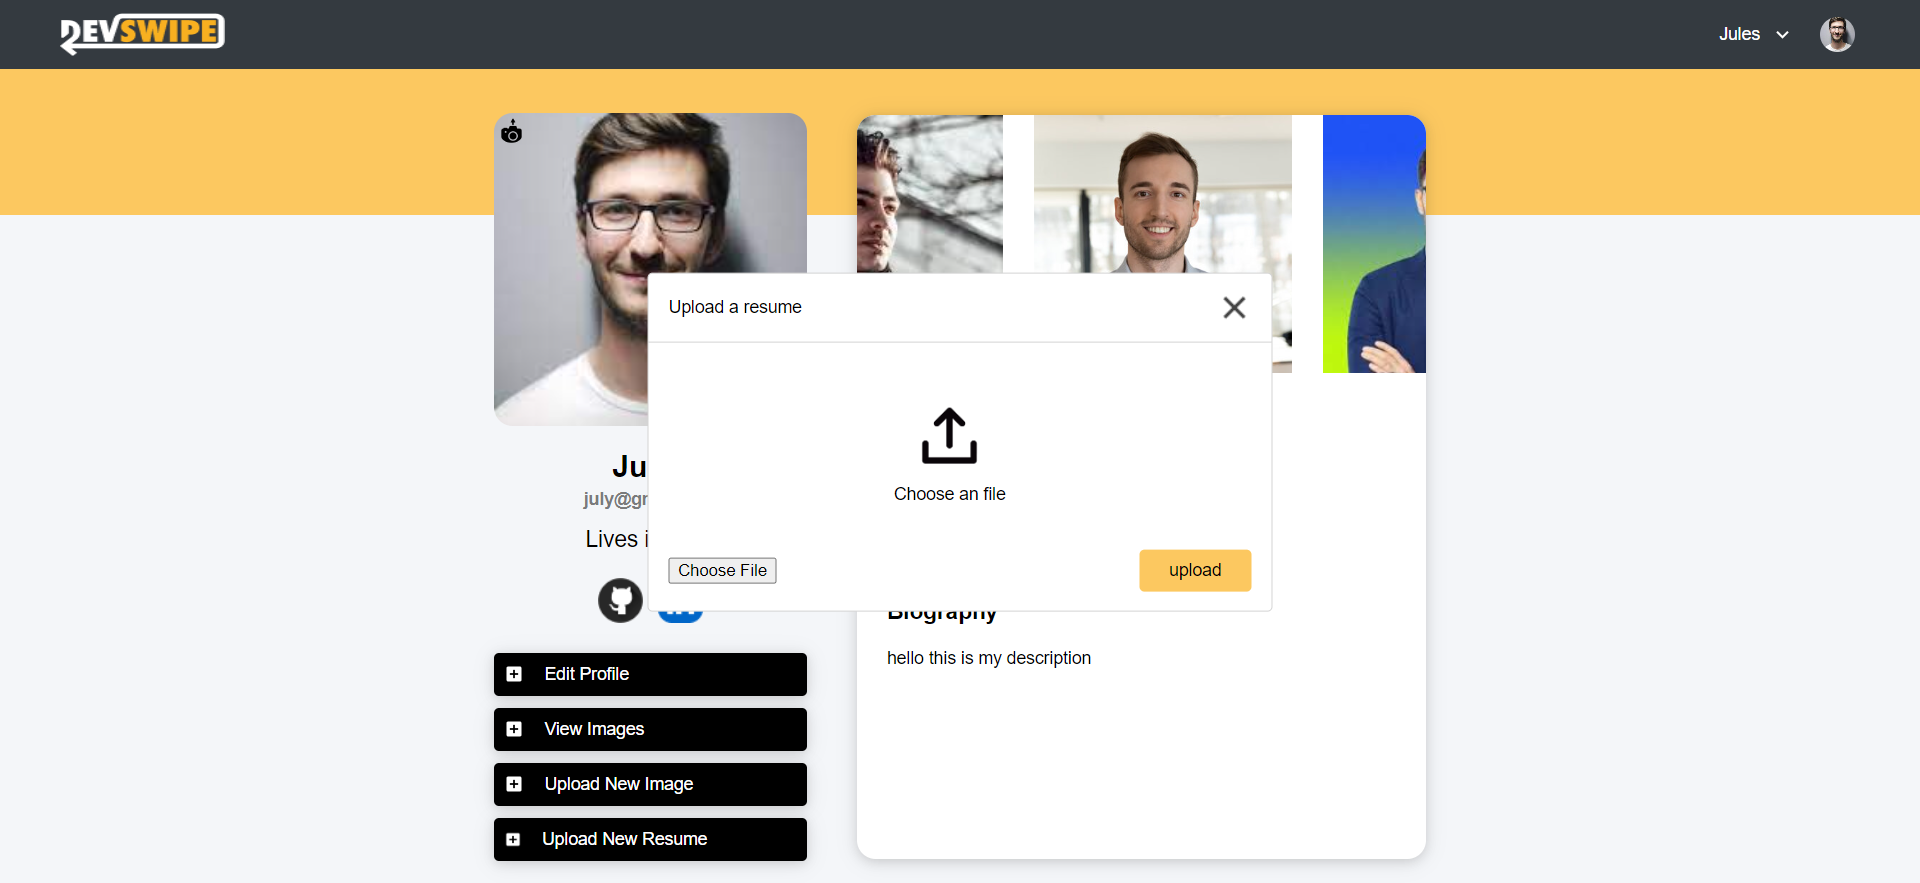 DEVSWIPE
Jules
Upload a resume
Choose an file
Choose File
upload
Ju
july@gr
Lives i
Edit Profile
View Images
Upload New Image
Upload New Resume
Biography
hello this is my description